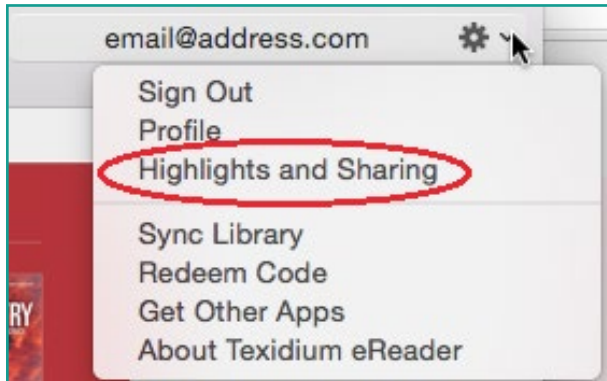 email@address.com
Sign Out
Profile
Highlights and Sharing
Sync Library
Redeem Code
Get Other Apps
About Texidium eReader
RY